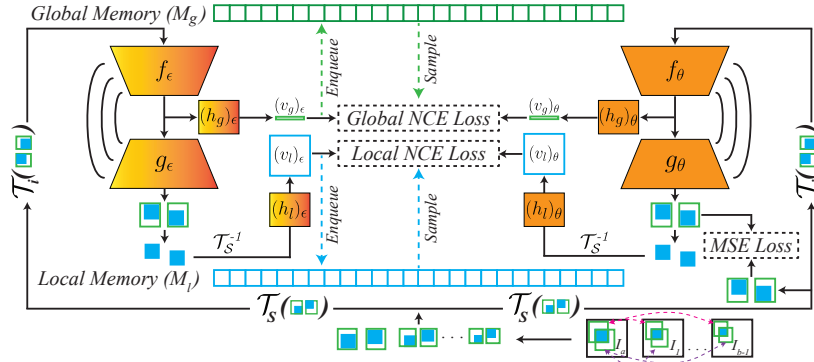 Global Memory (M_g)
f_ϵ
f_θ
Enqueue
Sample
(h_g)_ϵ
(v_g)_ϵ
Global NCE Loss
(v_g)_θ
(h_g)_θ
g_ϵ
(v_l)_ϵ
Local NCE Loss
(v_l)_θ
g_θ
T_i( )
(h_l)_ϵ
Enqueue
Sample
(h_l)_θ
T_S^-1
T_S^-1
MSE Loss
Local Memory (M_l)
T_s( )
T_s( )
I_a
I_1
I_b-1